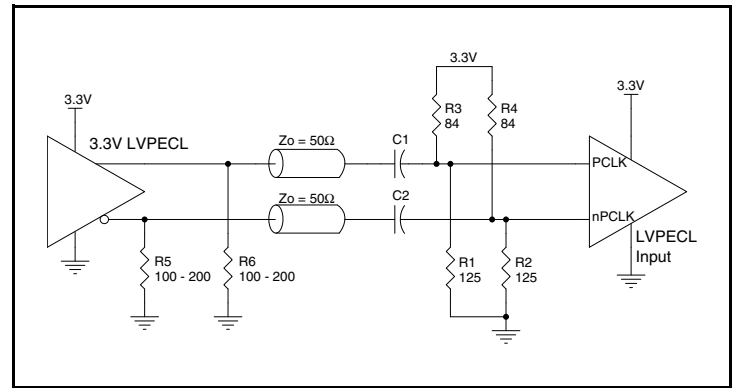 3.3V
3.3V LVPECL
R5
100 - 200
R6
100 - 200
Zo = 50Ω
Zo = 50Ω
C1
C2
3.3V
R3
84
R4
84
R1
125
R2
125
3.3V
PCLK
nPCLK
LVPECL
Input